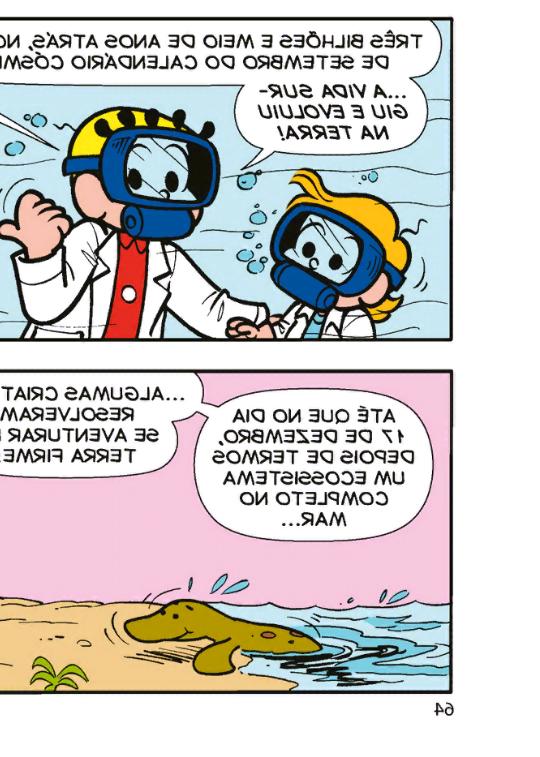 TRÊS BILHÕES E MEIO DE ANOS ATRÁS, NO
DE SETEMBRO DO CALENDÁRIO CÓSMI
...A VIDA SUR-
GIU E EVOLUIU
NA TERRA!
ATÉ QUE NO DIA
17 DE DEZEMBRO,
DEPOIS DE TERMOS
UM ECOSSISTEMA
COMPLETO NO
MAR...
...ALGUMAS CRIAT
RESOLVERAM
SE AVENTURAR
TERRA FIRME
64